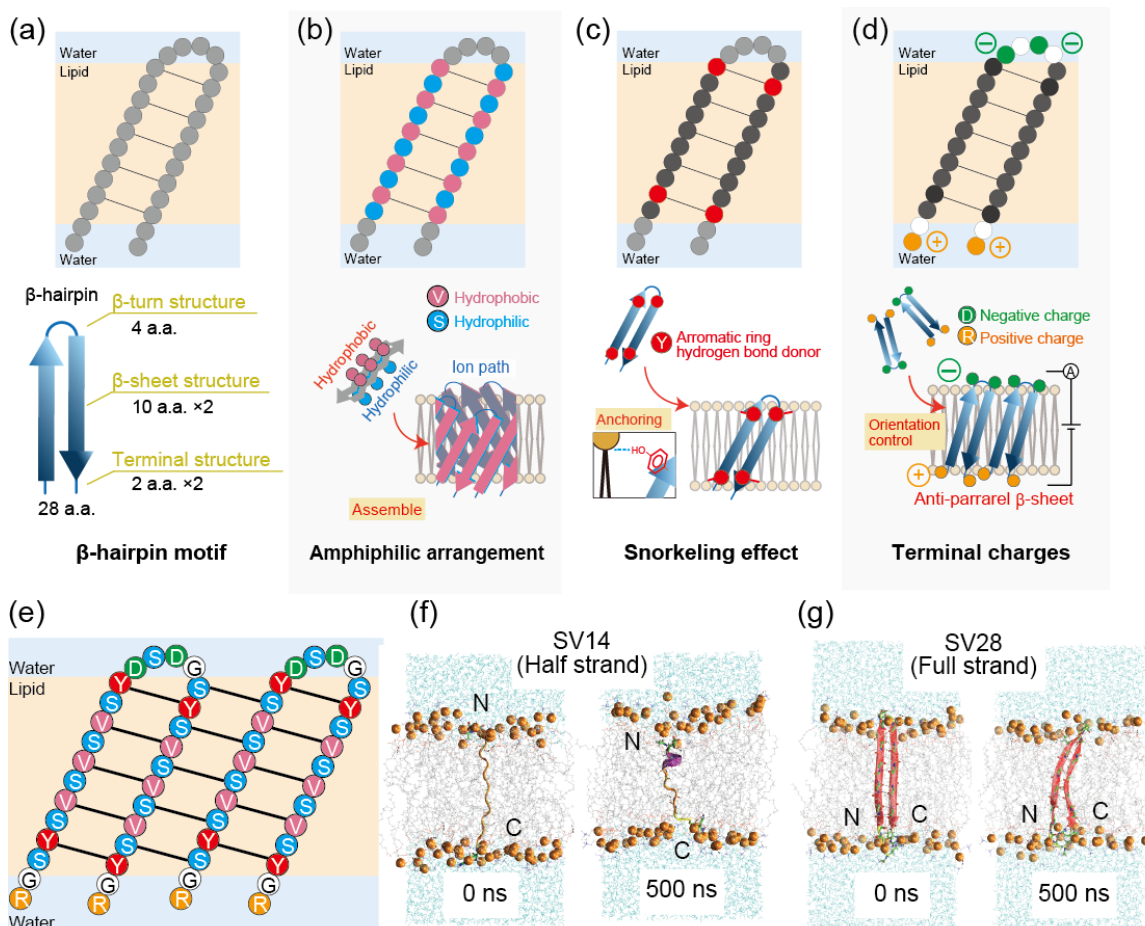 (a)
Water
Lipid
Water
β-hairpin
β-turn structure
4 a.a.
β-sheet structure
10 a.a. ×2
Terminal structure
2 a.a. ×2
28 a.a.
β-hairpin motif
(b)
Water
Lipid
Water
V Hydrophobic
S Hydrophilic
Hydrophobic
Hydrophilic
Ion path
Assemble
Amphiphilic arrangement
(c)
Water
Lipid
Water
Y Arromatic ring
hydrogen bond donor
Anchoring
HO
Snorkeling effect
(d)
− −
Water
Lipid
+ +
Water
D Negative charge
R Positive charge
−
A
Orientation
control
+
Anti-parrarel β-sheet
Terminal charges
(e)
Water
Lipid
D S D G D S D G
Y S Y S
S Y S Y
V S V S
S V S V
V S V S
S V S V
V S V S
S V S V
Y S Y S
S Y S Y
G G G G
R R R R
Water
(f)
SV14
(Half strand)
N
C
0 ns
N
C
500 ns
(g)
SV28
(Full strand)
N C
0 ns
N C
500 ns